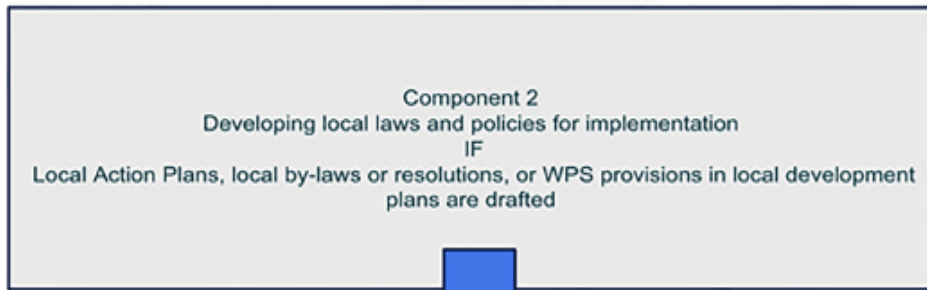 Component 2
Developing local laws and policies for implementation
IF
Local Action Plans, local by-laws or resolutions, or WPS provisions in local development
plans are drafted